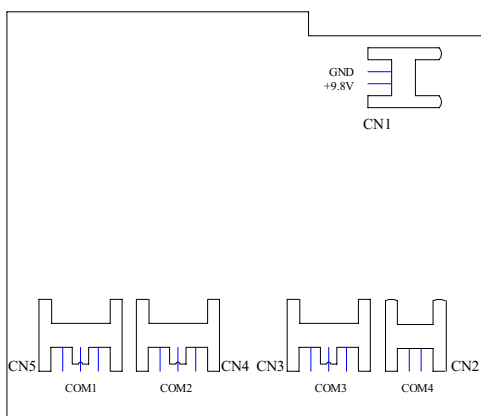 GND
+9.8V
CN1
CN5 CN4 CN3 CN2
COM1 COM2 COM3 COM4